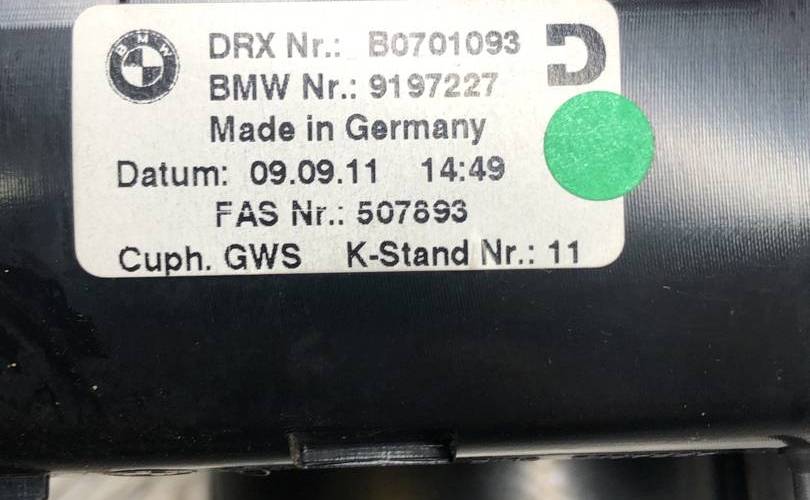 BMW
DRX Nr.: B0701093
BMW Nr.: 9197227
Made in Germany
Datum: 09.09.11 14:49
FAS Nr.: 507893
Cuph. GWS K-Stand Nr.: 11